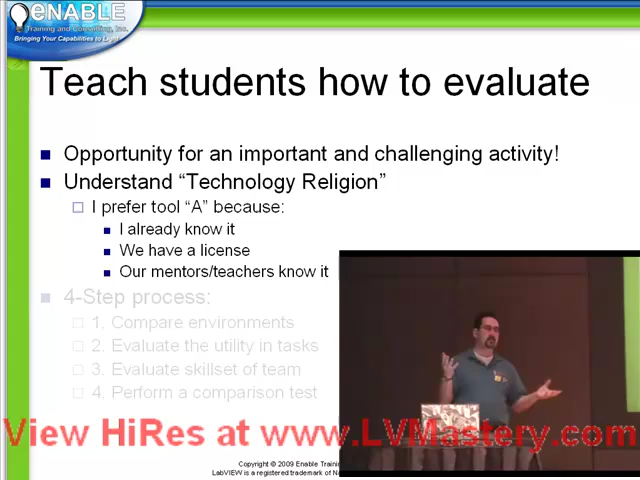 eNABLE
Training and Consulting, Inc.
Bringing Your Capabilities to Light
Teach students how to evaluate
Opportunity for an important and challenging activity!
Understand “Technology Religion”
I prefer tool “A” because:
I already know it
We have a license
Our mentors/teachers know it
4-Step process:
1. Compare environments
2. Evaluate the utility in tasks
3. Evaluate skillset of team
4. Perform a comparison test
View HiRes at www.LVMastery.com
Copyright © 2009 Enable
LabVIEW is a registered trademark of